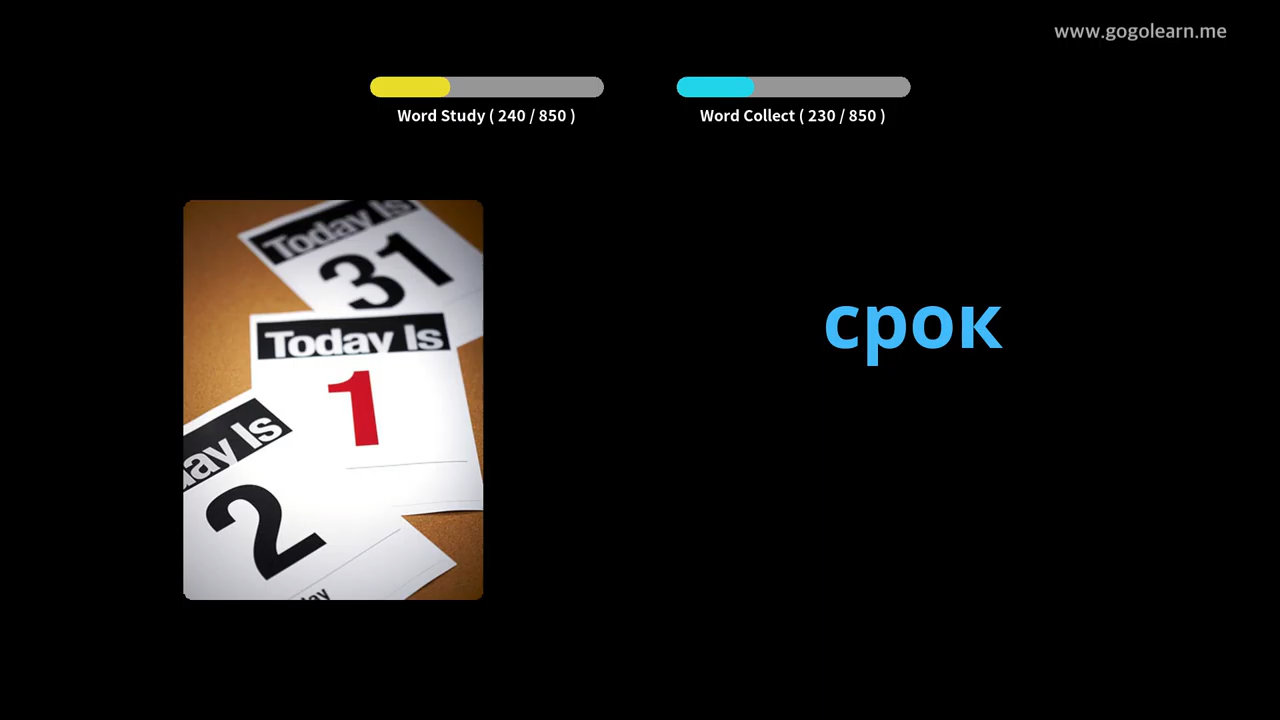 www.gogolearn.me
Word Study ( 240 / 850 )
Word Collect ( 230 / 850 )
Today Is
31
Today Is
1
ay Is
2
ay
срок